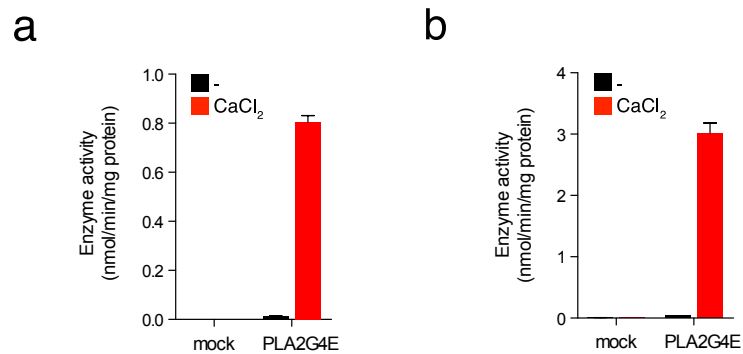 a
Enzyme activity
(nmol/min/mg protein)
1.0
0.8
0.6
0.4
0.2
0.0
-
CaCl₂
mock
PLA2G4E
b
Enzyme activity
(nmol/min/mg protein)
4
3
2
1
0
-
CaCl₂
mock
PLA2G4E